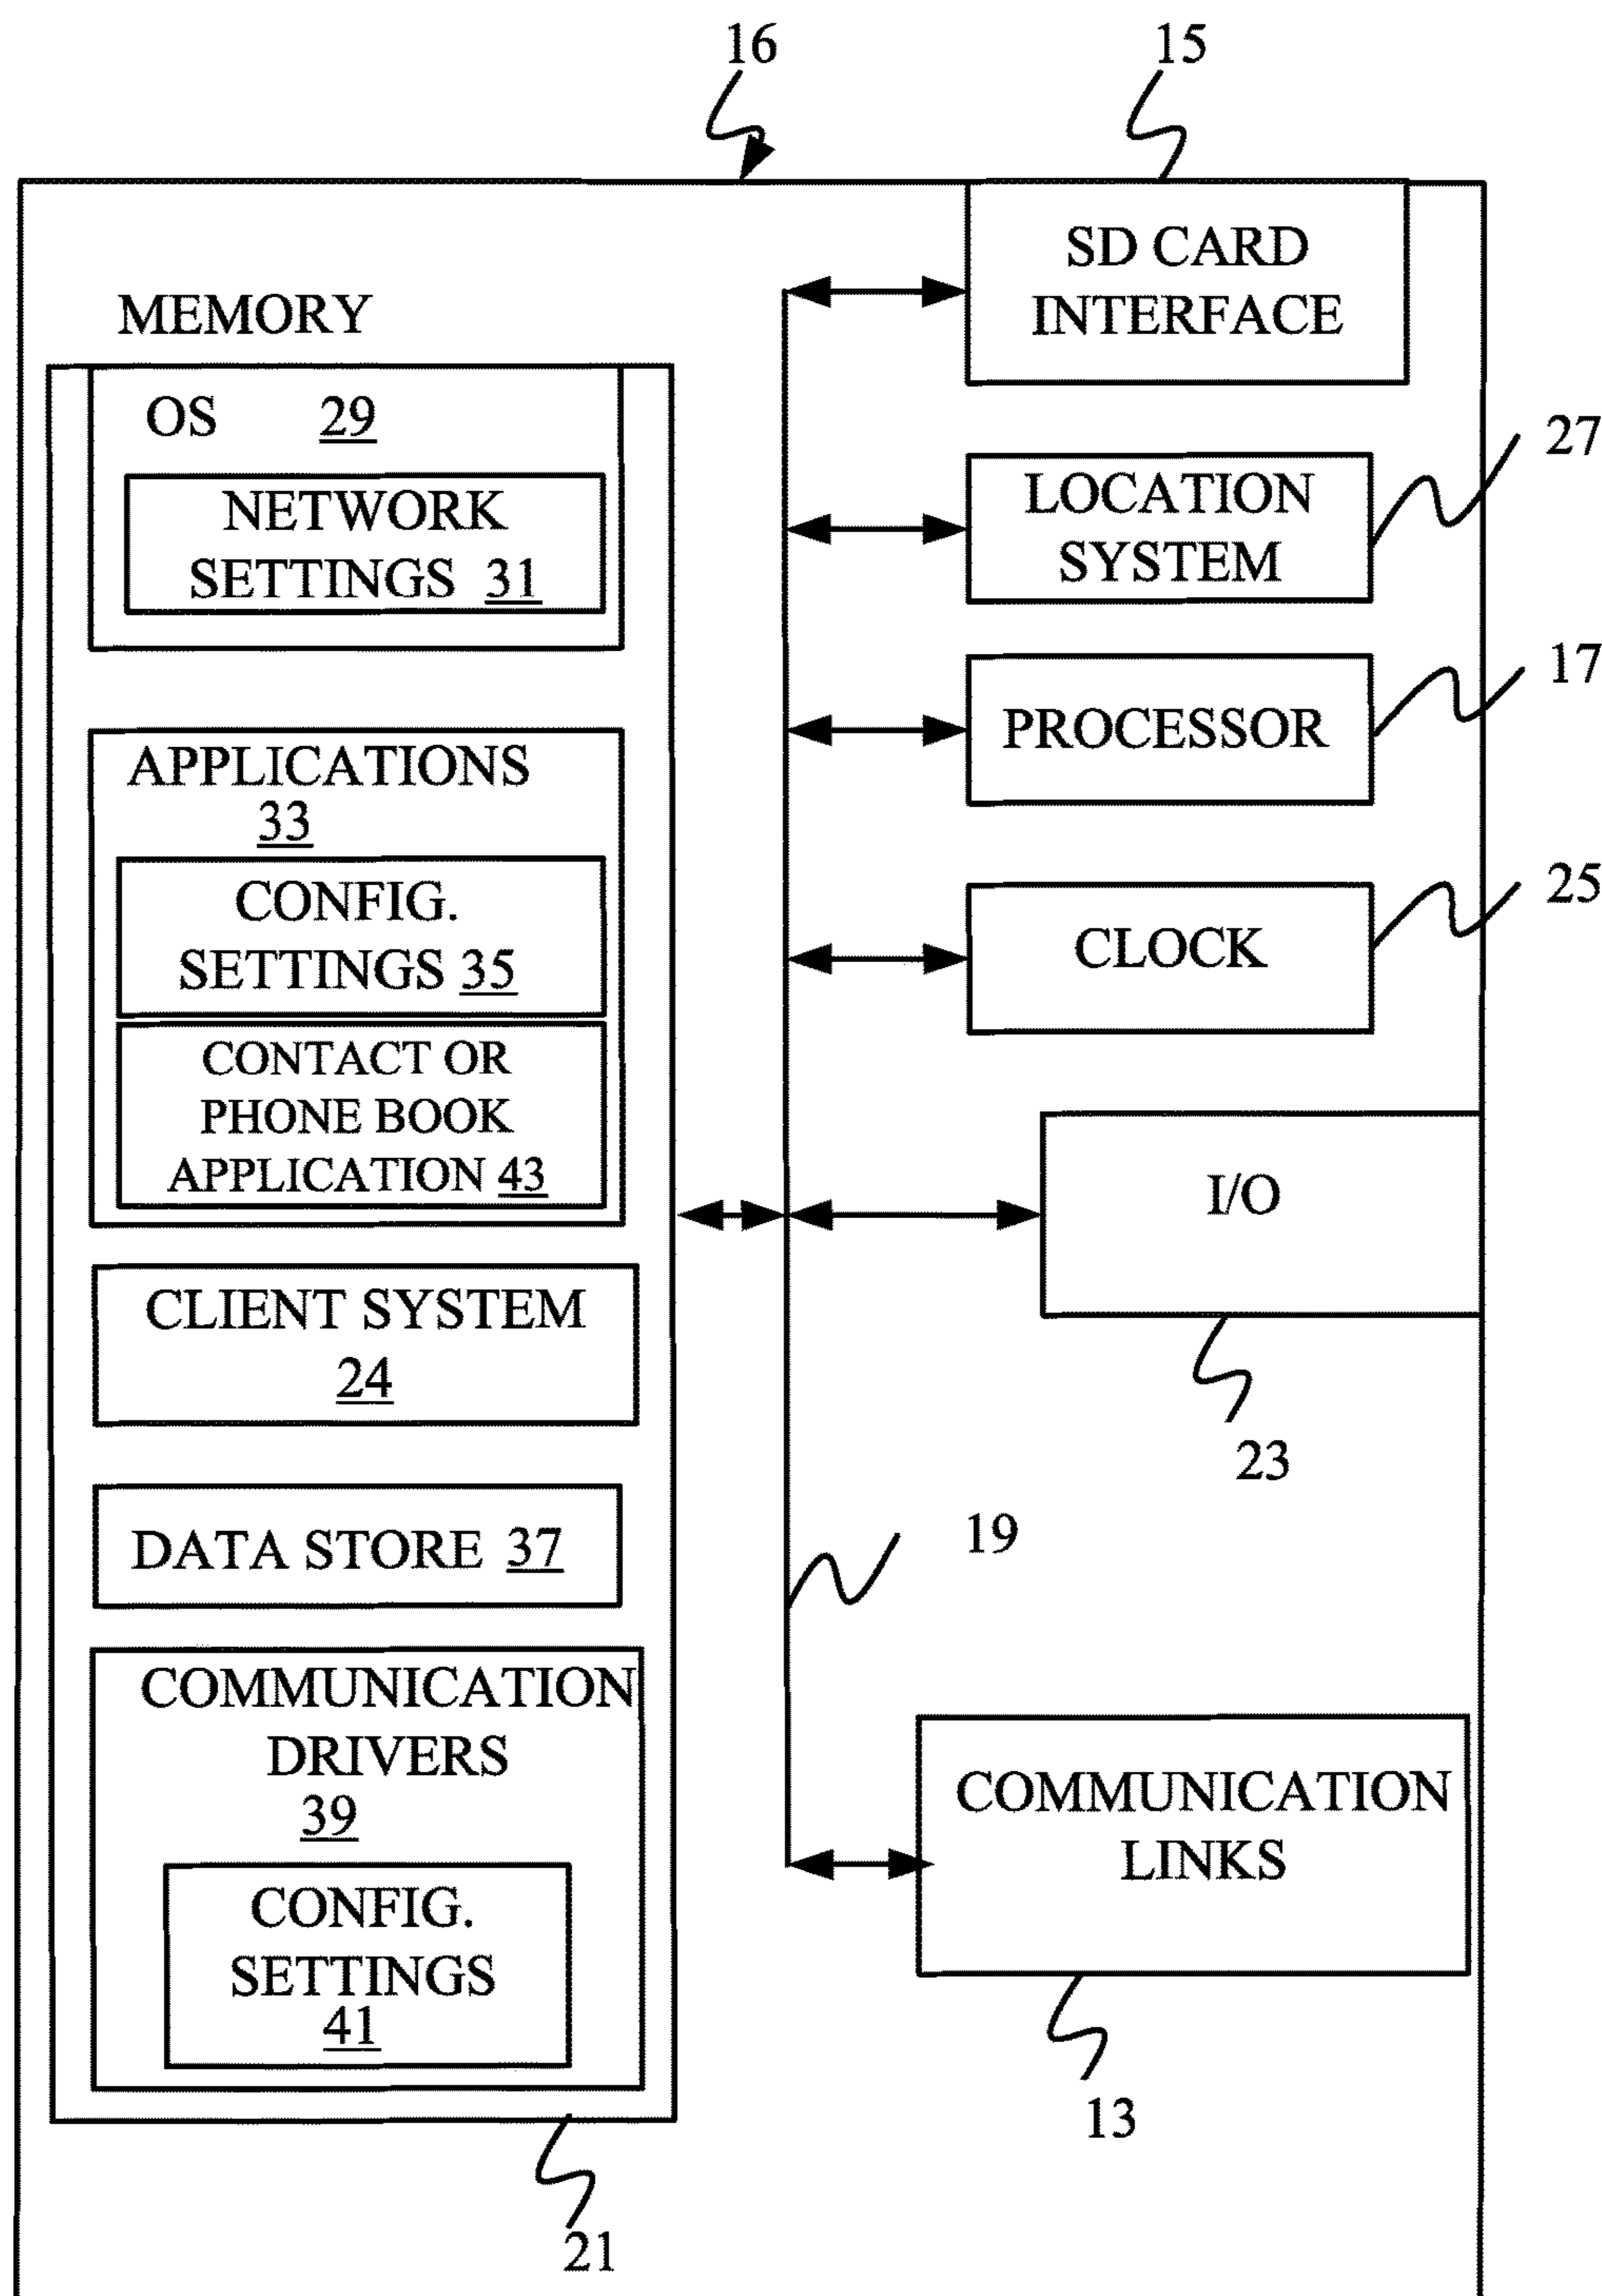 16
15
SD CARD
INTERFACE
MEMORY
OS 29
NETWORK
SETTINGS 31
LOCATION
SYSTEM
27
PROCESSOR
17
APPLICATIONS
33
CONFIG.
SETTINGS 35
CONTACT OR
PHONE BOOK
APPLICATION 43
CLOCK
25
I/O
23
CLIENT SYSTEM
24
DATA STORE 37
19
COMMUNICATION
DRIVERS
39
CONFIG.
SETTINGS
41
COMMUNICATION
LINKS
13
21